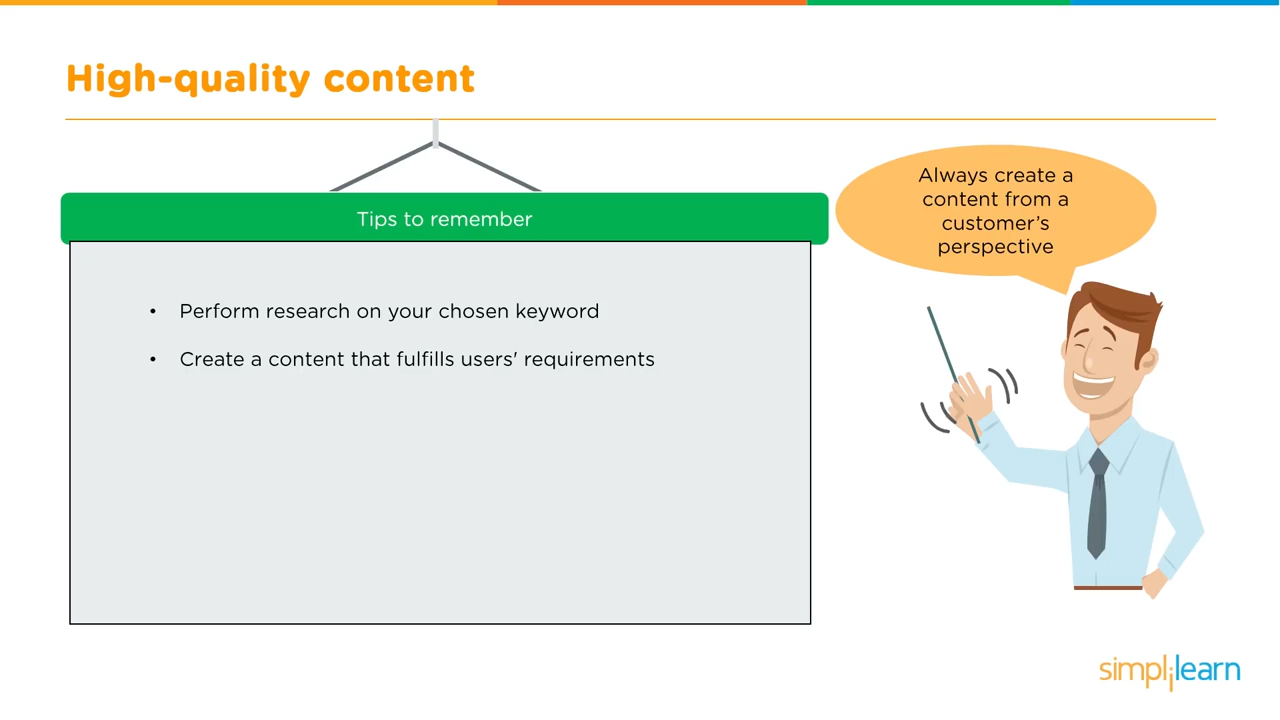 High-quality content
Tips to remember
• Perform research on your chosen keyword
• Create a content that fulfills users' requirements
Always create a
content from a
customer’s
perspective
simplilearn